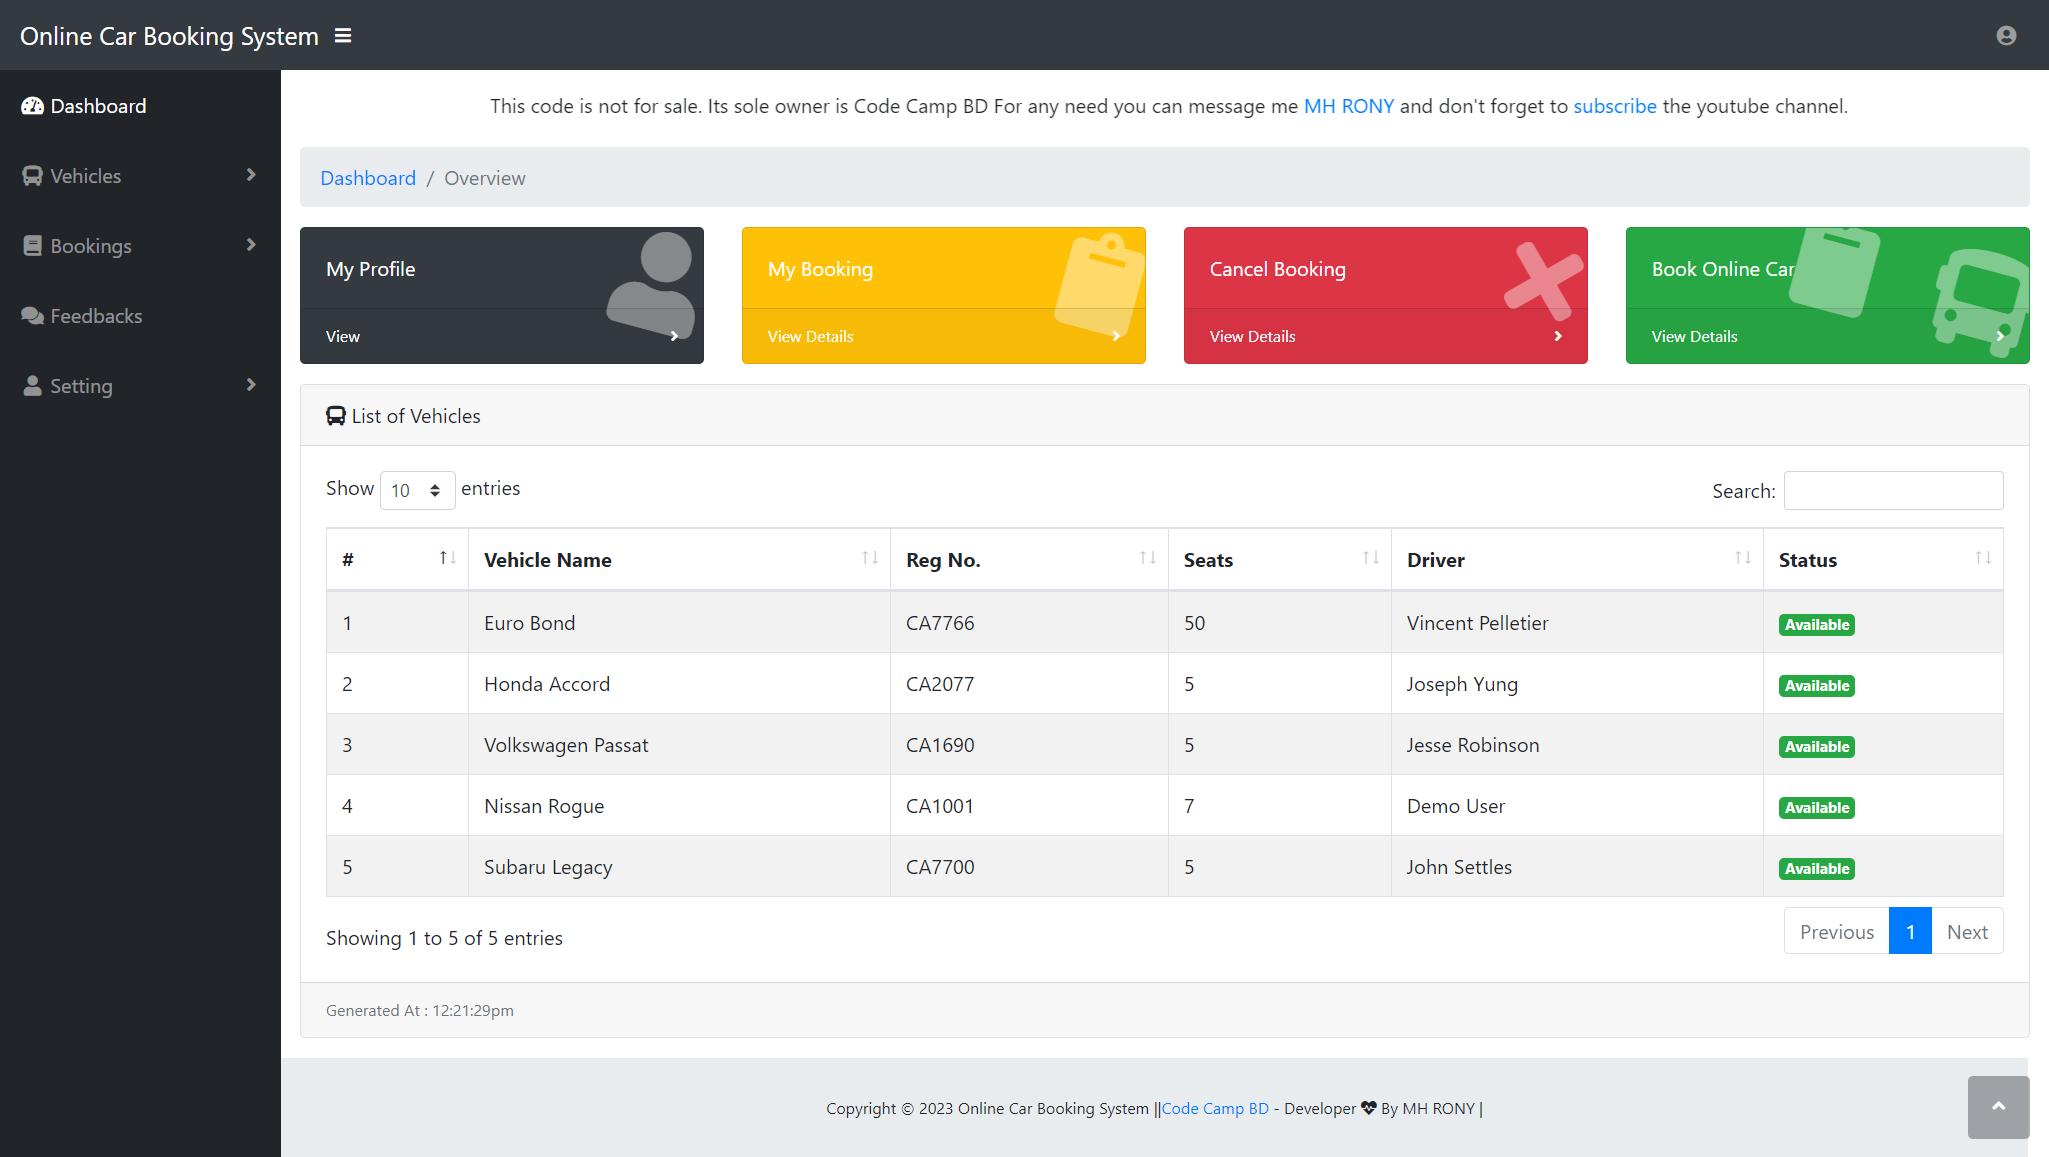 Online Car Booking System
Dashboard
Vehicles
Bookings
Feedbacks
Setting
This code is not for sale. Its sole owner is Code Camp BD For any need you can message me MH RONY and don't forget to subscribe the youtube channel.
Dashboard / Overview
My Profile
View
My Booking
View Details
Cancel Booking
View Details
Book Online Car
View Details
List of Vehicles
Show 10 entries
Search:
# Vehicle Name Reg No. Seats Driver Status
1 Euro Bond CA7766 50 Vincent Pelletier Available
2 Honda Accord CA2077 5 Joseph Yung Available
3 Volkswagen Passat CA1690 5 Jesse Robinson Available
4 Nissan Rogue CA1001 7 Demo User Available
5 Subaru Legacy CA7700 5 John Settles Available
Showing 1 to 5 of 5 entries
Previous 1 Next
Generated At : 12:21:29pm
Copyright © 2023 Online Car Booking System ||Code Camp BD - Developer By MH RONY |